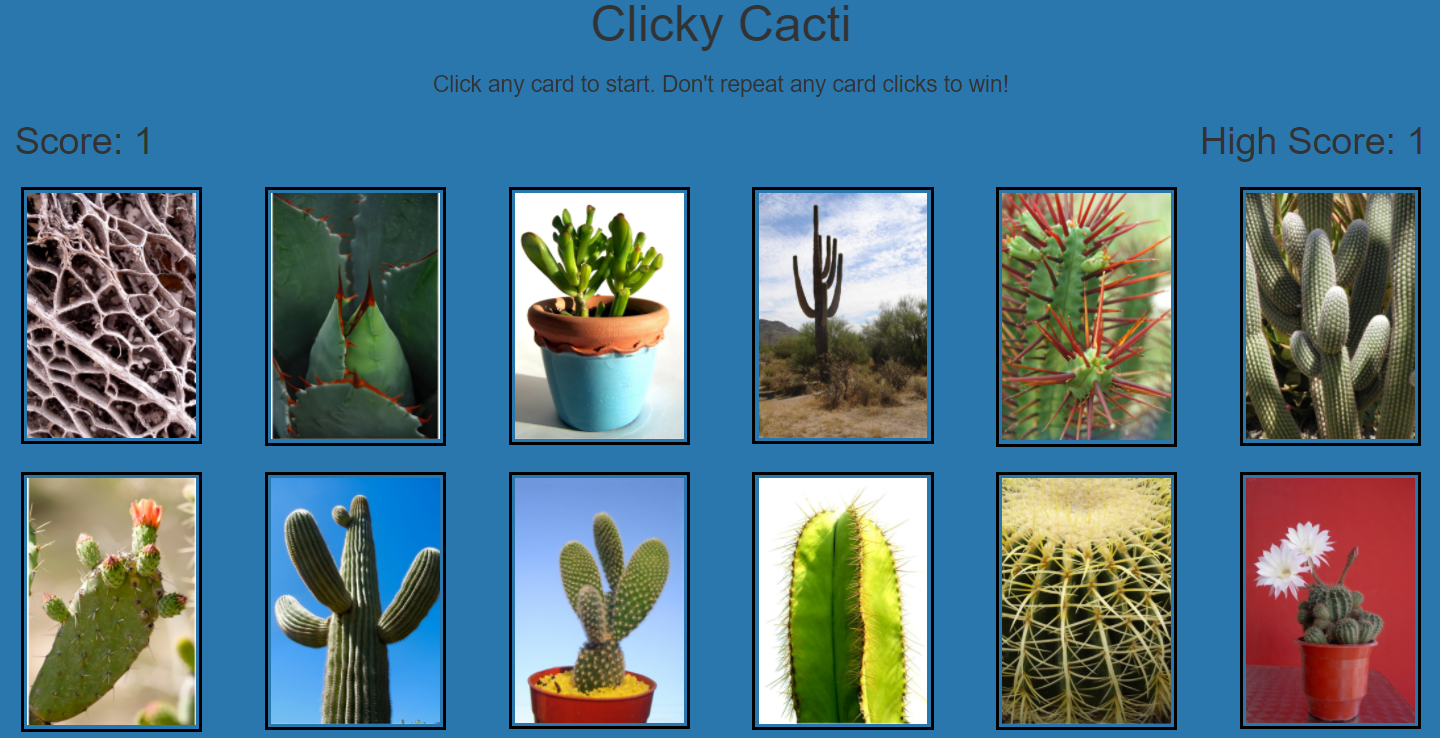 Clicky Cacti
Click any card to start. Don't repeat any card clicks to win!
Score: 1
High Score: 1